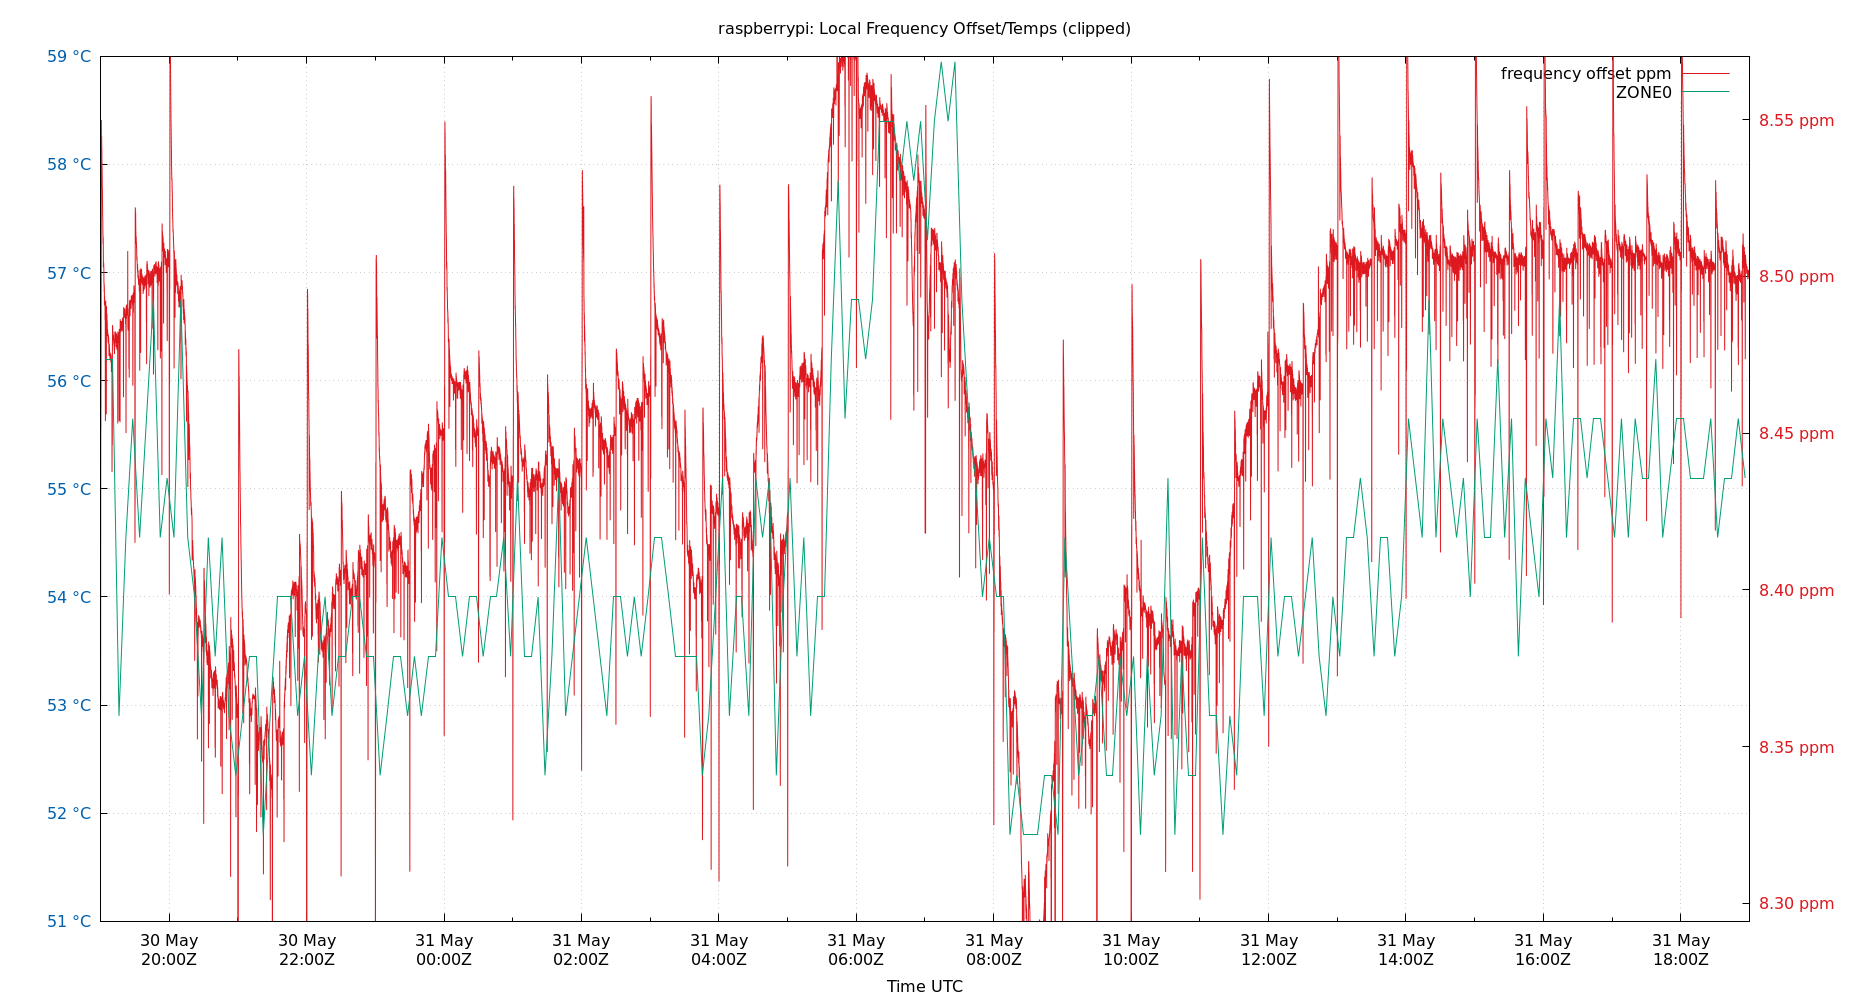 raspberrypi: Local Frequency Offset/Temps (clipped)
59 °C
58 °C
57 °C
56 °C
55 °C
54 °C
53 °C
52 °C
51 °C
frequency offset ppm
ZONE0
8.55 ppm
8.50 ppm
8.45 ppm
8.40 ppm
8.35 ppm
8.30 ppm
30 May
20:00Z
30 May
22:00Z
31 May
00:00Z
31 May
02:00Z
31 May
04:00Z
31 May
06:00Z
31 May
08:00Z
31 May
10:00Z
31 May
12:00Z
31 May
14:00Z
31 May
16:00Z
31 May
18:00Z
Time UTC